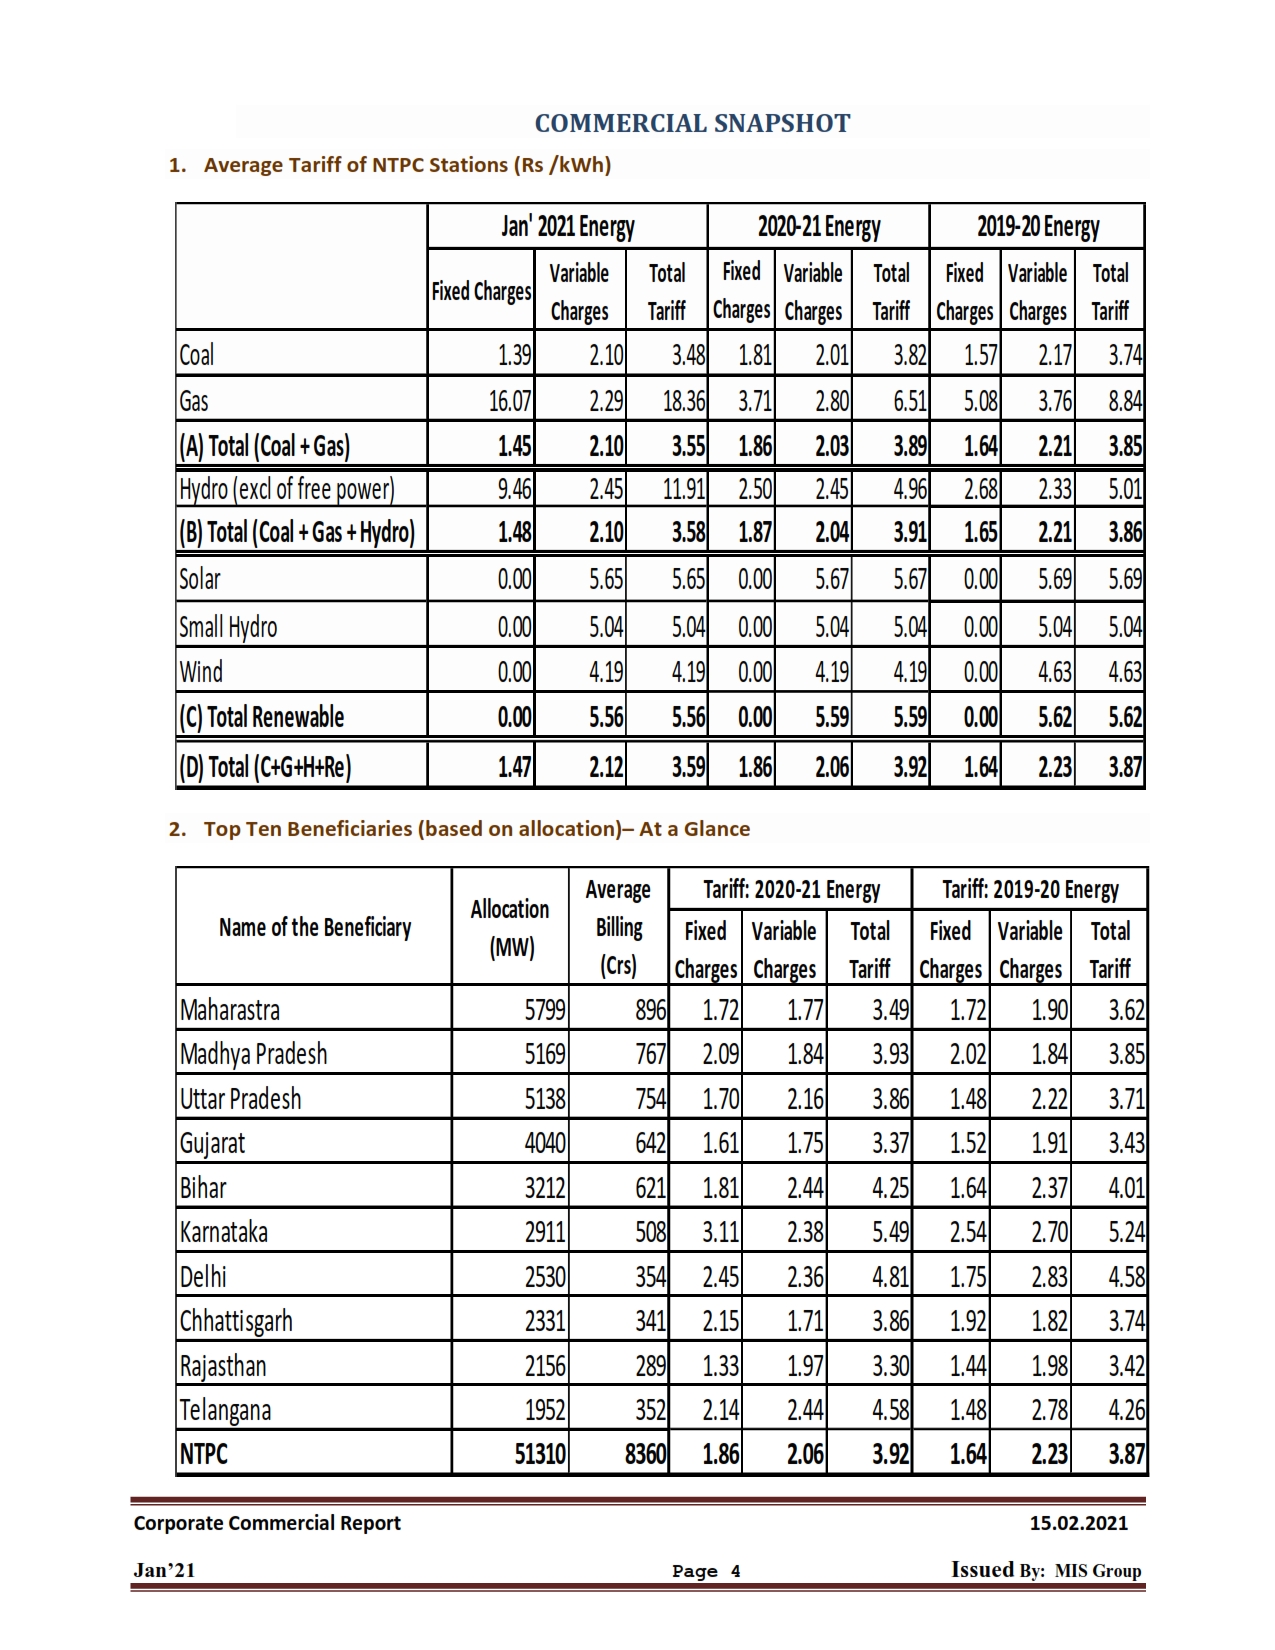 COMMERCIAL SNAPSHOT
1. Average Tariff of NTPC Stations (Rs /kWh)
Jan' 2021 Energy 2020-21 Energy 2019-20 Energy
Fixed Charges Variable Charges Total Tariff Fixed Charges Variable Charges Total Tariff Fixed Charges Variable Charges Total Tariff
Coal 1.39 2.10 3.48 1.81 2.01 3.82 1.57 2.17 3.74
Gas 16.07 2.29 18.36 3.71 2.80 6.51 5.08 3.76 8.84
(A) Total (Coal + Gas) 1.45 2.10 3.55 1.86 2.03 3.89 1.64 2.21 3.85
Hydro (excl of free power) 9.46 2.45 11.91 2.50 2.45 4.96 2.68 2.33 5.01
(B) Total (Coal + Gas + Hydro) 1.48 2.10 3.58 1.87 2.04 3.91 1.65 2.21 3.86
Solar 0.00 5.65 5.65 0.00 5.67 5.67 0.00 5.69 5.69
Small Hydro 0.00 5.04 5.04 0.00 5.04 5.04 0.00 5.04 5.04
Wind 0.00 4.19 4.19 0.00 4.19 4.19 0.00 4.63 4.63
(C) Total Renewable 0.00 5.56 5.56 0.00 5.59 5.59 0.00 5.62 5.62
(D) Total (C+G+H+Re) 1.47 2.12 3.59 1.86 2.06 3.92 1.64 2.23 3.87
2. Top Ten Beneficiaries (based on allocation)– At a Glance
Name of the Beneficiary Allocation (MW) Average Billing (Crs) Tariff: 2020-21 Energy Tariff: 2019-20 Energy
Fixed Charges Variable Charges Total Tariff Fixed Charges Variable Charges Total Tariff
Maharastra 5799 896 1.72 1.77 3.49 1.72 1.90 3.62
Madhya Pradesh 5169 767 2.09 1.84 3.93 2.02 1.84 3.85
Uttar Pradesh 5138 754 1.70 2.16 3.86 1.48 2.22 3.71
Gujarat 4040 642 1.61 1.75 3.37 1.52 1.91 3.43
Bihar 3212 621 1.81 2.44 4.25 1.64 2.37 4.01
Karnataka 2911 508 3.11 2.38 5.49 2.54 2.70 5.24
Delhi 2530 354 2.45 2.36 4.81 1.75 2.83 4.58
Chhattisgarh 2331 341 2.15 1.71 3.86 1.92 1.82 3.74
Rajasthan 2156 289 1.33 1.97 3.30 1.44 1.98 3.42
Telangana 1952 352 2.14 2.44 4.58 1.48 2.78 4.26
NTPC 51310 8360 1.86 2.06 3.92 1.64 2.23 3.87
Corporate Commercial Report 15.02.2021
Jan’21 Page 4 Issued By: MIS Group